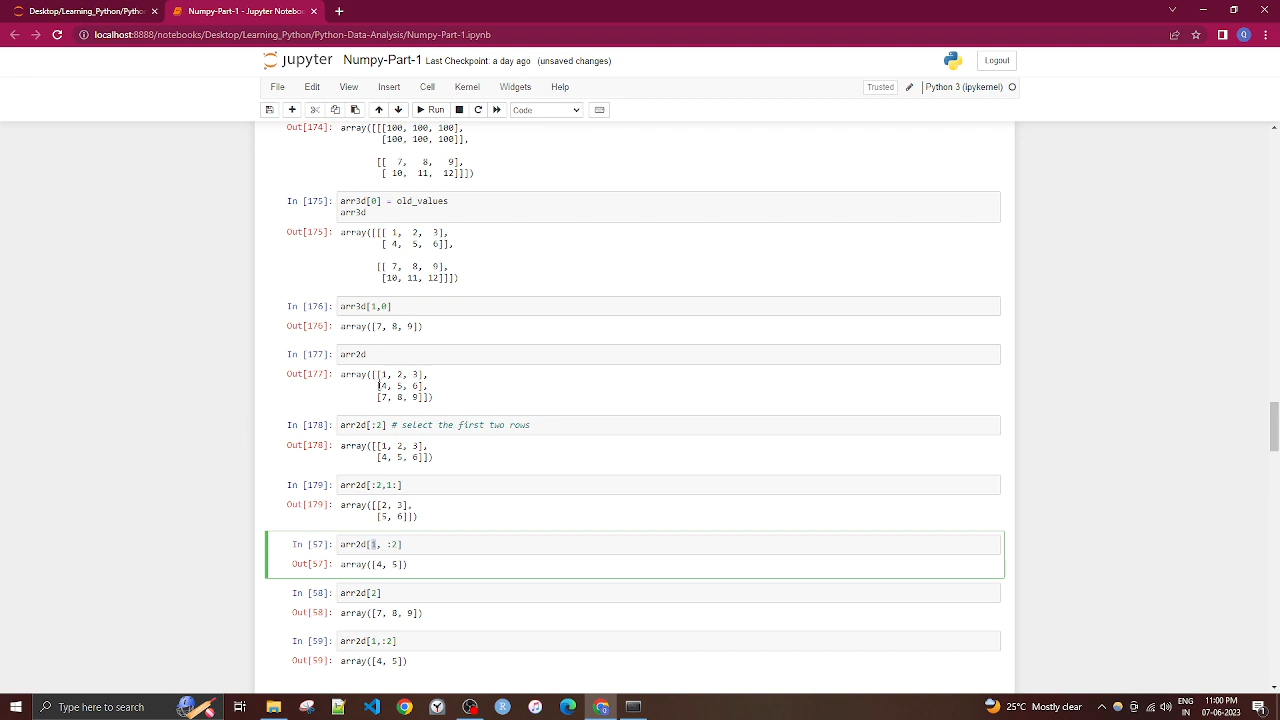 Desktop/Learning_Python/Python-
Numpy-Part-1 - Jupyter Notebook
localhost:8888/notebooks/Desktop/Learning_Python/Python-Data-Analysis/Numpy-Part-1.ipynb
jupyter Numpy-Part-1 Last Checkpoint: a day ago (unsaved changes)
Logout
File Edit View Insert Cell Kernel Widgets Help
Trusted
Python 3 (ipykernel)
Run
Code
Out[174]: array([[[100, 100, 100],
[100, 100, 100]],
[[ 7, 8, 9],
[ 10, 11, 12]]])
In [175]: arr3d[0] = old_values
arr3d
Out[175]: array([[[ 1, 2, 3],
[ 4, 5, 6]],
[[ 7, 8, 9],
[10, 11, 12]]])
In [176]: arr3d[1,0]
Out[176]: array([7, 8, 9])
In [177]: arr2d
Out[177]: array([[1, 2, 3],
[4, 5, 6],
[7, 8, 9]])
In [178]: arr2d[:2] # select the first two rows
Out[178]: array([[1, 2, 3],
[4, 5, 6]])
In [179]: arr2d[:2,1:]
Out[179]: array([[2, 3],
[5, 6]])
In [57]: arr2d[1, :2]
Out[57]: array([4, 5])
In [58]: arr2d[2]
Out[58]: array([7, 8, 9])
In [59]: arr2d[1,:2]
Out[59]: array([4, 5])
Type here to search
25°C Mostly clear
ENG
IN
11:00 PM
07-06-2023